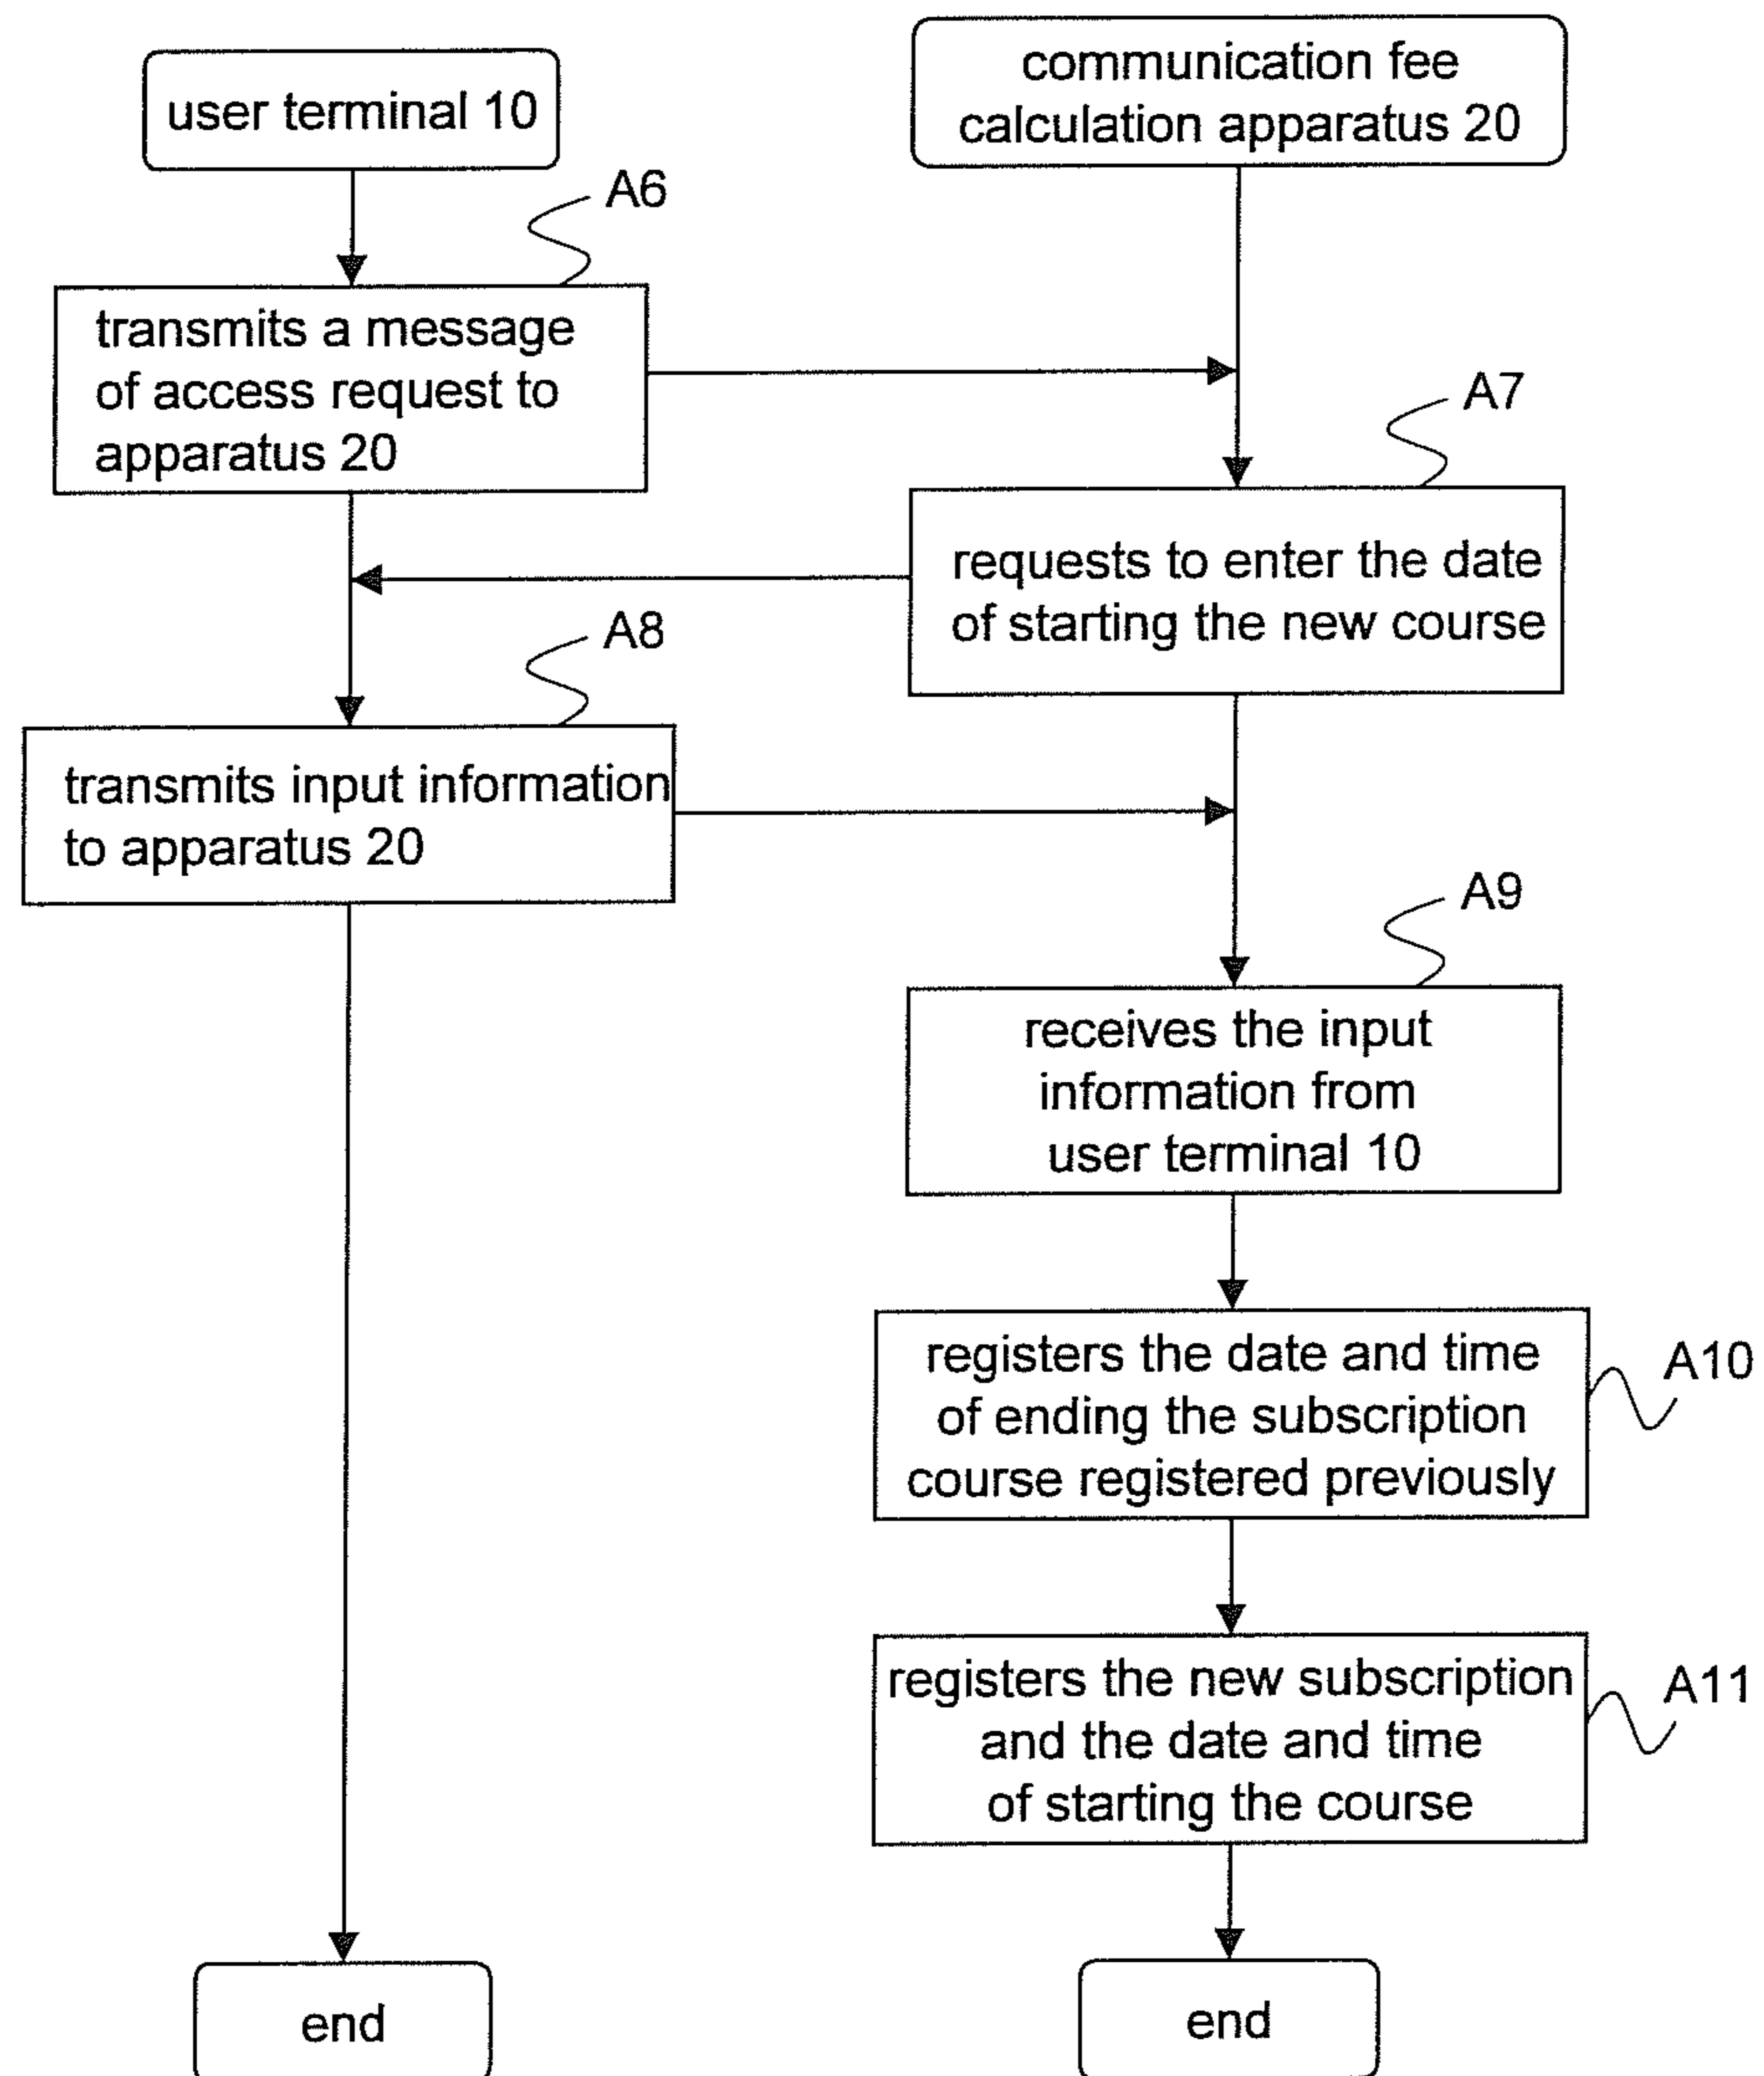 user terminal 10
communication fee
calculation apparatus 20
A6
transmits a message
of access request to
apparatus 20
A7
requests to enter the date
of starting the new course
A8
transmits input information
to apparatus 20
A9
receives the input
information from
user terminal 10
registers the date and time
of ending the subscription
course registered previously
A10
registers the new subscription
and the date and time
of starting the course
A11
end
end